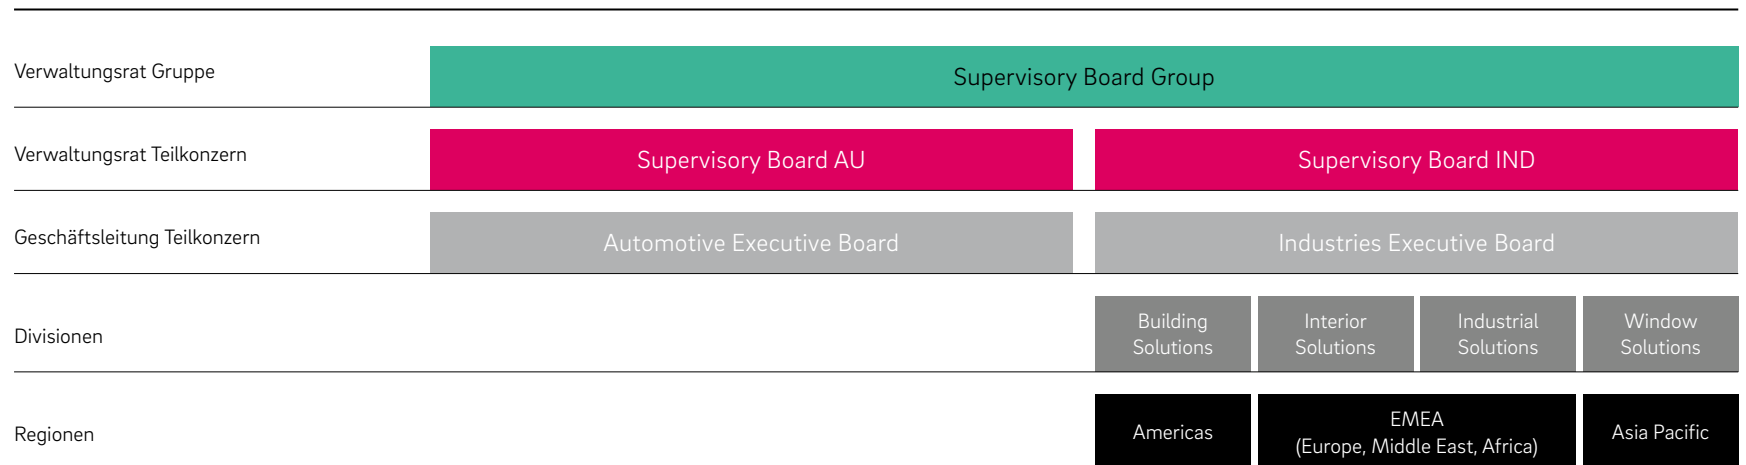 Verwaltungsrat Gruppe
Supervisory Board Group
Verwaltungsrat Teilkonzern
Supervisory Board AU
Supervisory Board IND
Geschäftsleitung Teilkonzern
Automotive Executive Board
Industries Executive Board
Divisionen
Building
Solutions
Interior
Solutions
Industrial
Solutions
Window
Solutions
Regionen
Americas
EMEA
(Europe, Middle East, Africa)
Asia Pacific